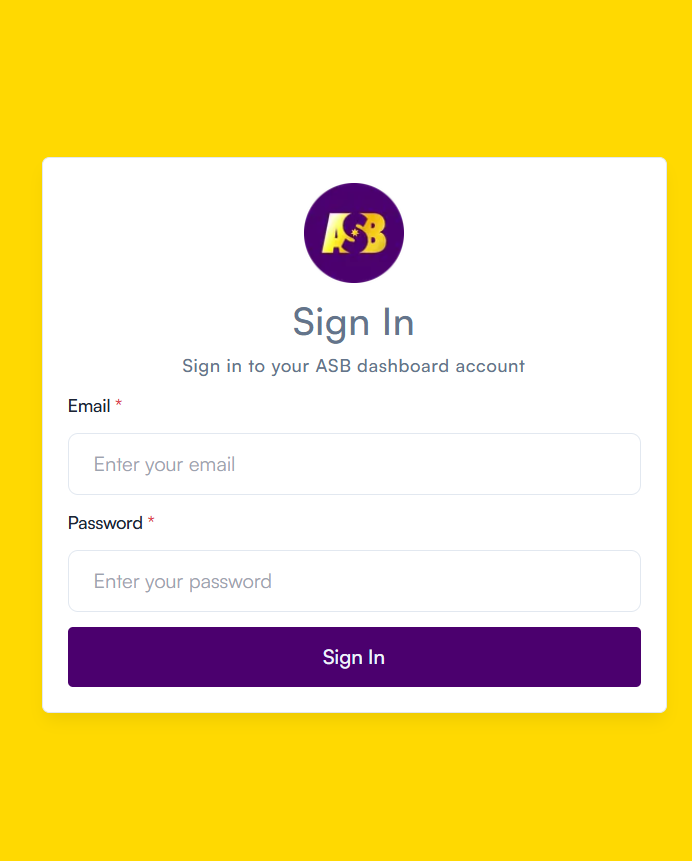 ASB
Sign In
Sign in to your ASB dashboard account
Email *
Enter your email
Password *
Enter your password
Sign In